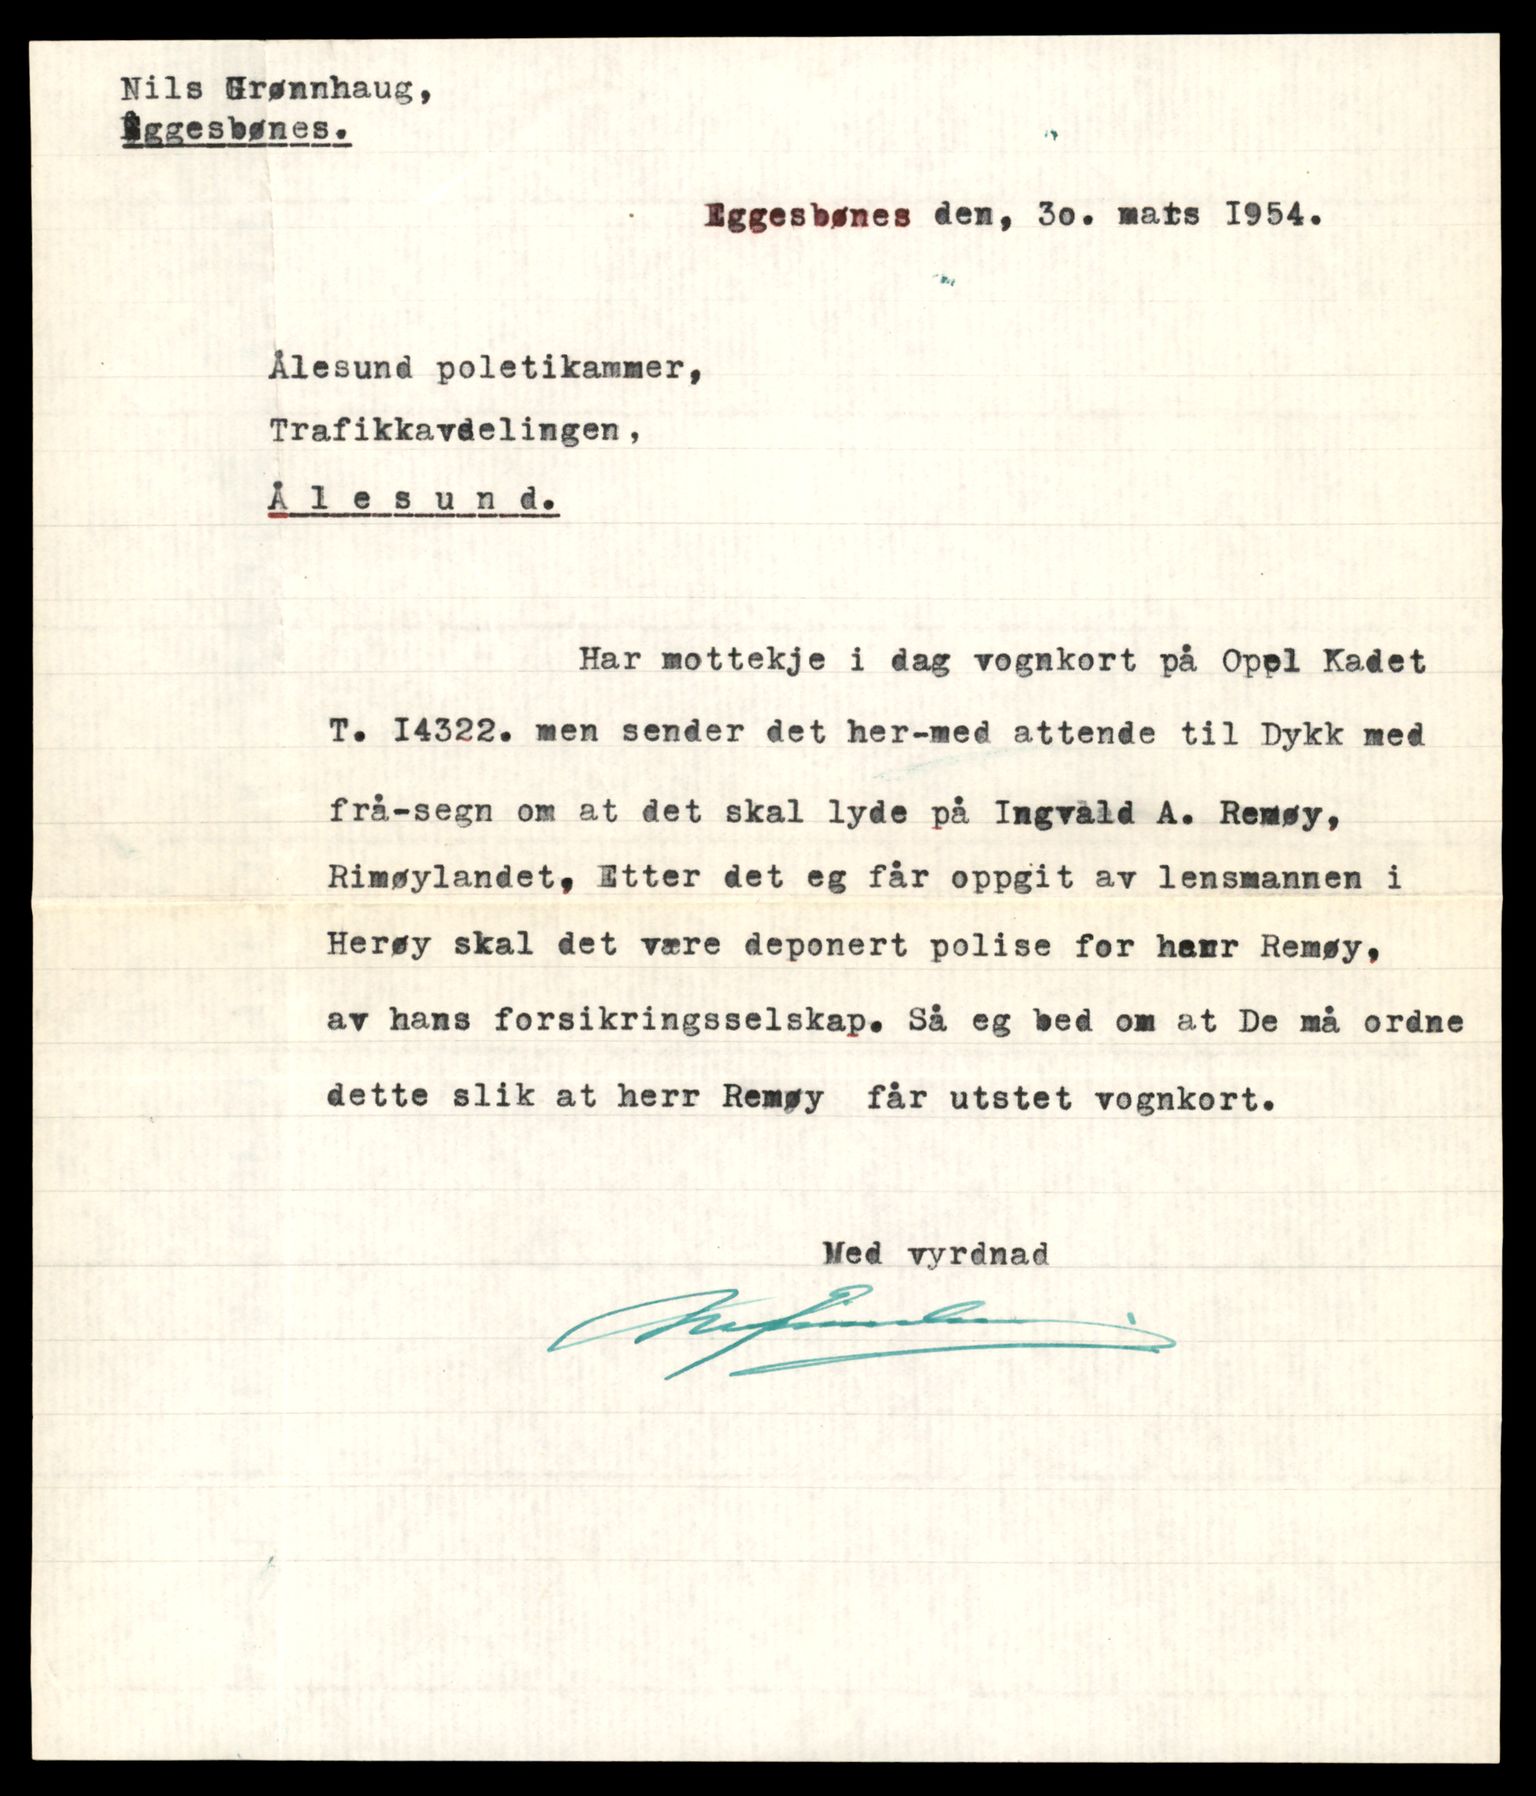 Nils Grønnhaug,
Eggesbønes.
Eggesbønes den, 3o. mars I954.
Ålesund poletikammer,
Trafikkavdelingen,
Å l e s u n d.
Har mottekje i dag vognkort på Oppl Kadet
T. I4322. men sender det her-med attende til Dykk med
frå-segn om at det skal lyde på Ingvald A. Remøy,
Rimøylandet, Etter det eg får oppgit av lensmannen i
Herøy skal det være deponert polise for herr Remøy,
av hans forsikringsselskap. Så eg bed om at De må ordne
dette slik at herr Remøy får utstet vognkort.
Med vyrdnad